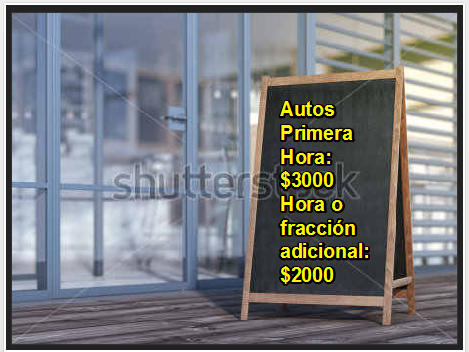 Autos
Primera
Hora:
$3000
Hora o
fracción
adicional:
$2000
shutterstock